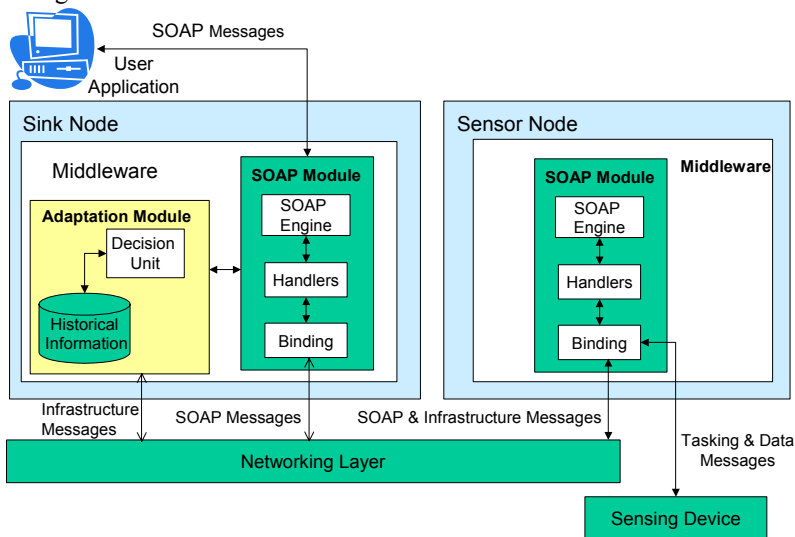 SOAP Messages
User
Application
Sink Node
Middleware
Adaptation Module
Decision
Unit
Historical
Information
SOAP Module
SOAP
Engine
Handlers
Binding
Sensor Node
Middleware
SOAP Module
SOAP
Engine
Handlers
Binding
Infrastructure
Messages
SOAP Messages
SOAP & Infrastructure Messages
Tasking & Data
Messages
Networking Layer
Sensing Device